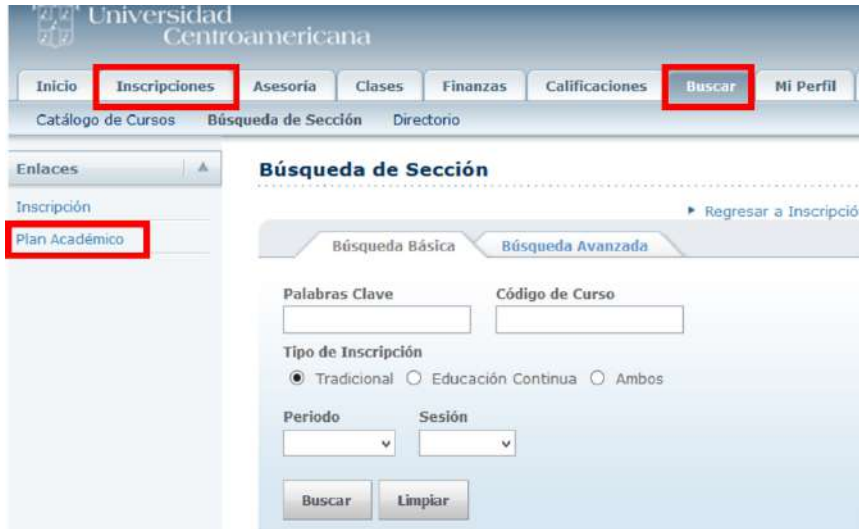 Universidad
Centroamericana
Inicio Inscripciones Asesoría Clases Finanzas Calificaciones Buscar Mi Perfil
Catálogo de Cursos Búsqueda de Sección Directorio
Enlaces
Inscripción
Plan Académico
Búsqueda de Sección
Regresar a Inscripció
Búsqueda Básica Búsqueda Avanzada
Palabras Clave Código de Curso
Tipo de Inscripción
Tradicional Educación Continua Ambos
Periodo Sesión
Buscar Limpiar